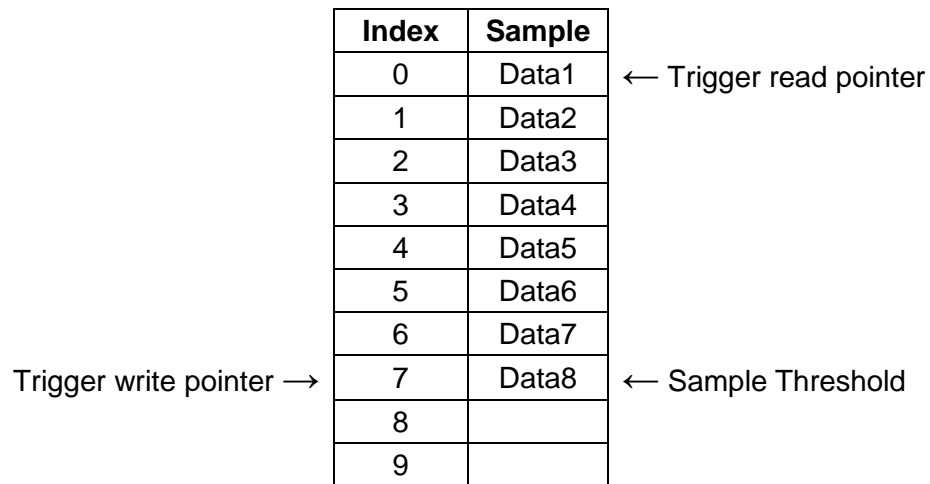 Index Sample
0 Data1 ← Trigger read pointer
1 Data2
2 Data3
3 Data4
4 Data5
5 Data6
6 Data7
Trigger write pointer → 7 Data8 ← Sample Threshold
8
9